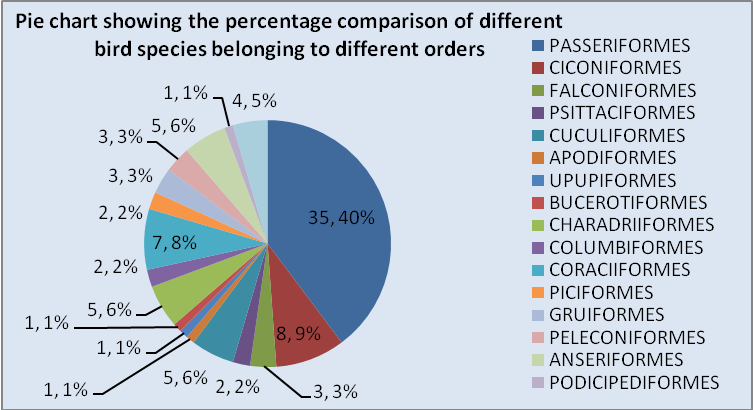 Pie chart showing the percentage comparison of different
bird species belonging to different orders
35, 40%
8, 9%
3, 3%
2, 2%
5, 6%
1, 1%
1, 1%
1, 1%
5, 6%
2, 2%
7, 8%
2, 2%
3, 3%
3, 3%
5, 6%
1, 1%
4, 5%
PASSERIFORMES
CICONIFORMES
FALCONIFORMES
PSITTACIFORMES
CUCULIFORMES
APODIFORMES
UPUPIFORMES
BUCEROTIFORMES
CHARADRIIFORMES
COLUMBIFORMES
CORACIIFORMES
PICIFORMES
GRUIFORMES
PELECONIFORMES
ANSERIFORMES
PODICIPEDIFORMES